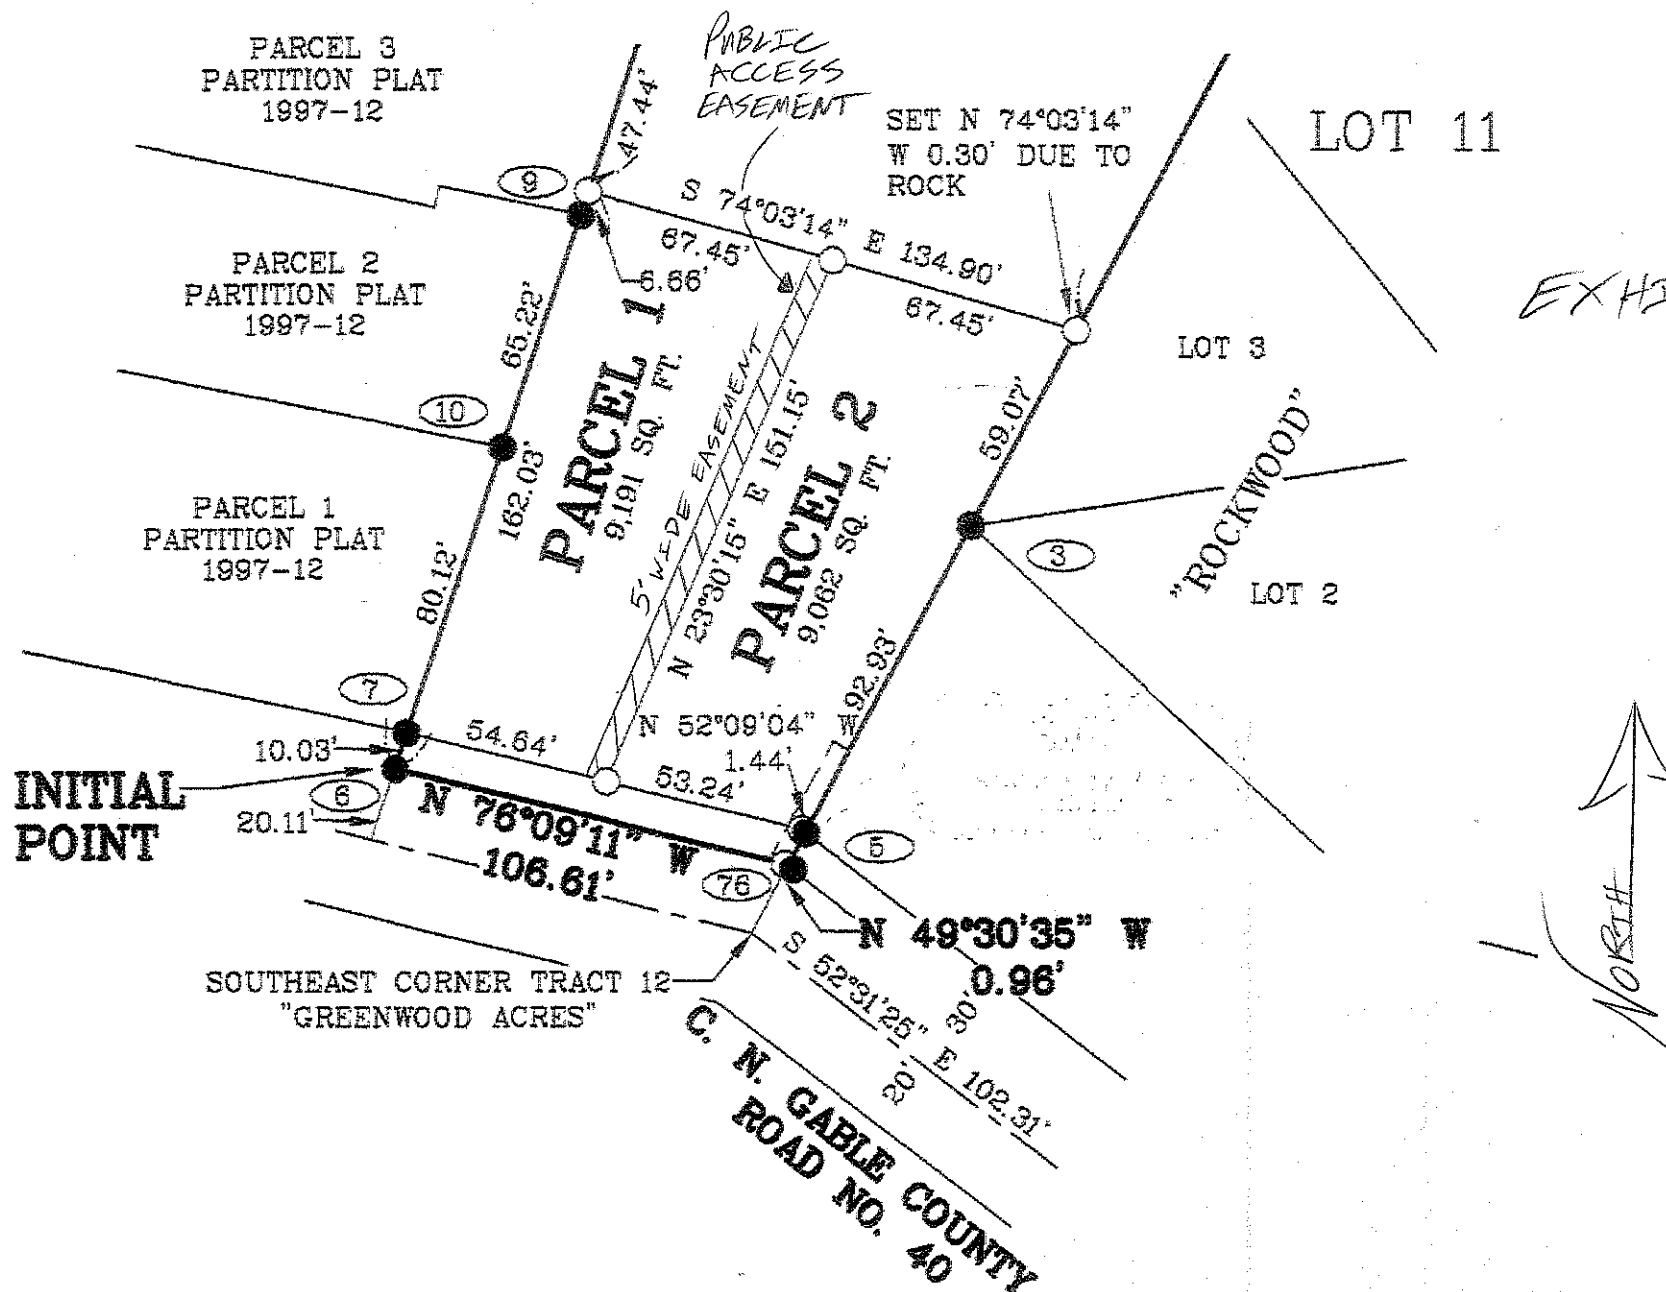 PARCEL 3
PARTITION PLAT
1997-12
47.44'
PUBLIC
ACCESS
EASEMENT
SET N 74°03'14"
W 0.30' DUE TO
ROCK
LOT 11
9
S 74°03'14" E 134.90'
67.45'
67.45'
6.66'
PARCEL 2
PARTITION PLAT
1997-12
65.22'
EXHI
LOT 3
10
162.03'
PARCEL 1
9,191 SQ. FT.
5' WIDE EASEMENT
N 23°30'15" E 151.15'
PARCEL 2
9,062 SQ. FT.
59.07'
"ROCKWOOD"
3
LOT 2
PARCEL 1
PARTITION PLAT
1997-12
80.12'
92.93'
7
10.03'
54.64'
N 52°09'04" W
1.44'
53.24'
INITIAL
POINT
6
20.11'
N 76°09'11" W
106.61'
5
76
N 49°30'35" W
0.96'
SOUTHEAST CORNER TRACT 12
"GREENWOOD ACRES"
S 52°31'25" E 102.31'
30'
20'
C. N. GABLE COUNTY
ROAD NO. 40
NORTH